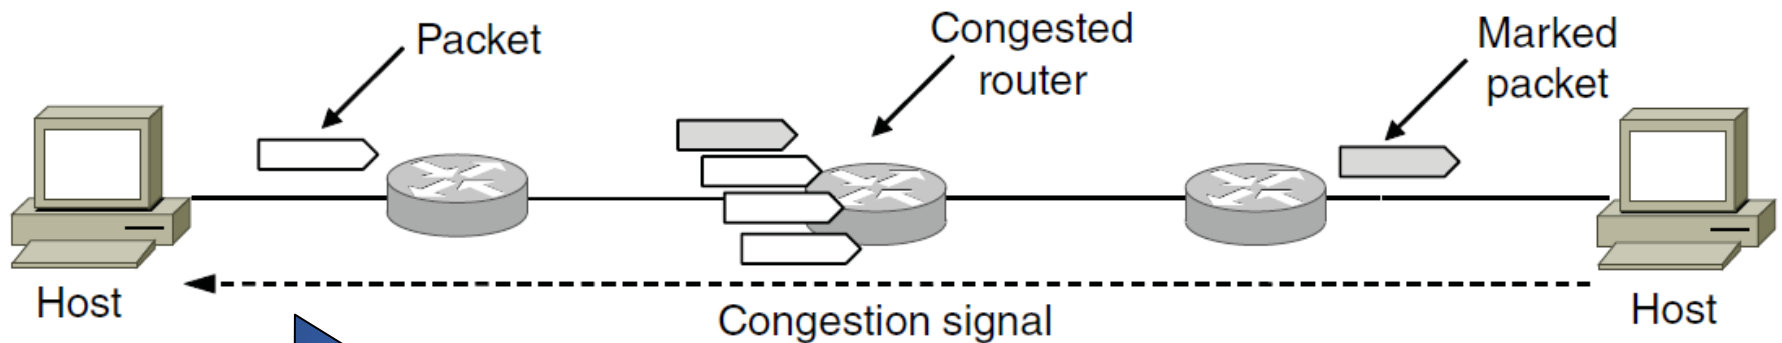 Packet
Congested
router
Marked
packet
Host
Congestion signal
Host